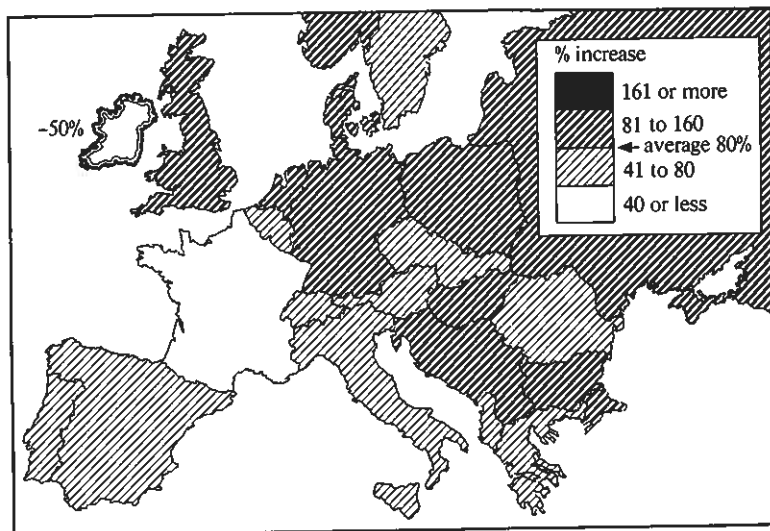 -50%
% increase
161 or more
81 to 160
average 80%
41 to 80
40 or less